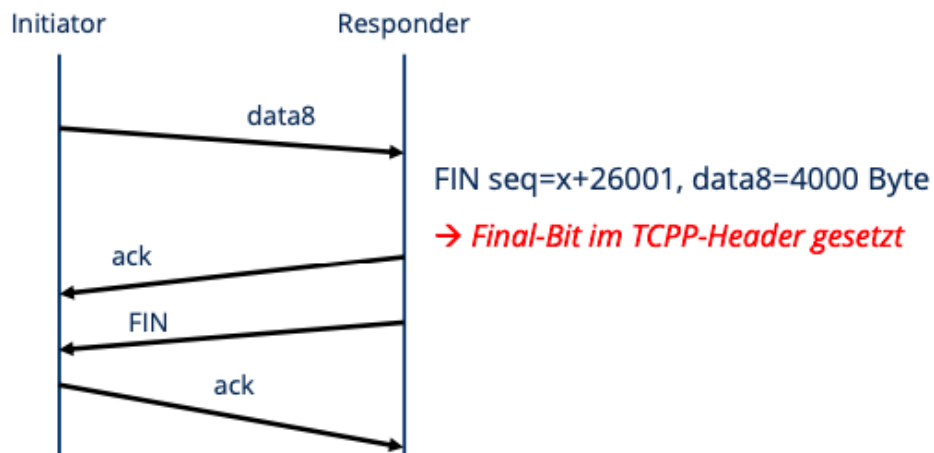 Initiator
Responder
data8
FIN seq=x+26001, data8=4000 Byte
→ Final-Bit im TCPP-Header gesetzt
ack
FIN
ack